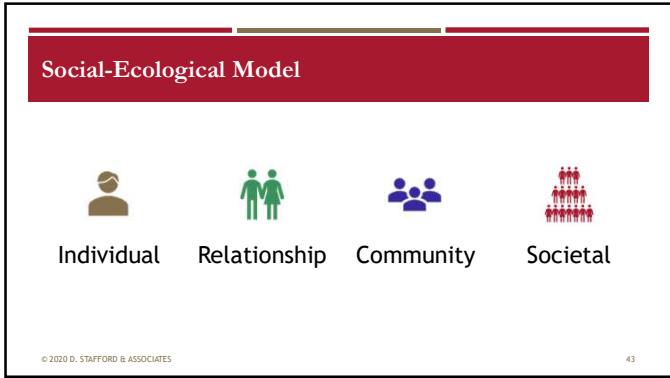 Social-Ecological Model
Individual Relationship Community Societal
© 2020 D. STAFFORD & ASSOCIATES 43